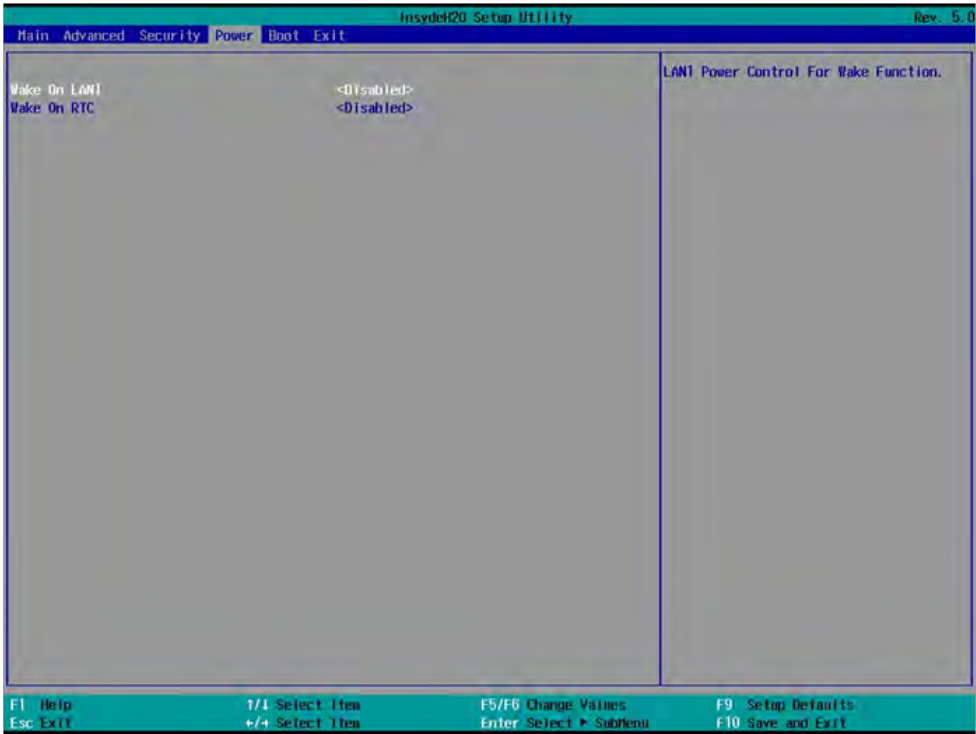 InsydeH2O Setup Utility Rev. 5.0
Main Advanced Security Power Boot Exit
LAN1 Power Control For Wake Function.
Wake On LAN1 <Disabled>
Wake On RTC <Disabled>
F1 Help ↑/↓ Select Item F5/F6 Change Values F9 Setup Defaults
Esc Exit ←/→ Select Item Enter Select ► SubMenu F10 Save and Exit